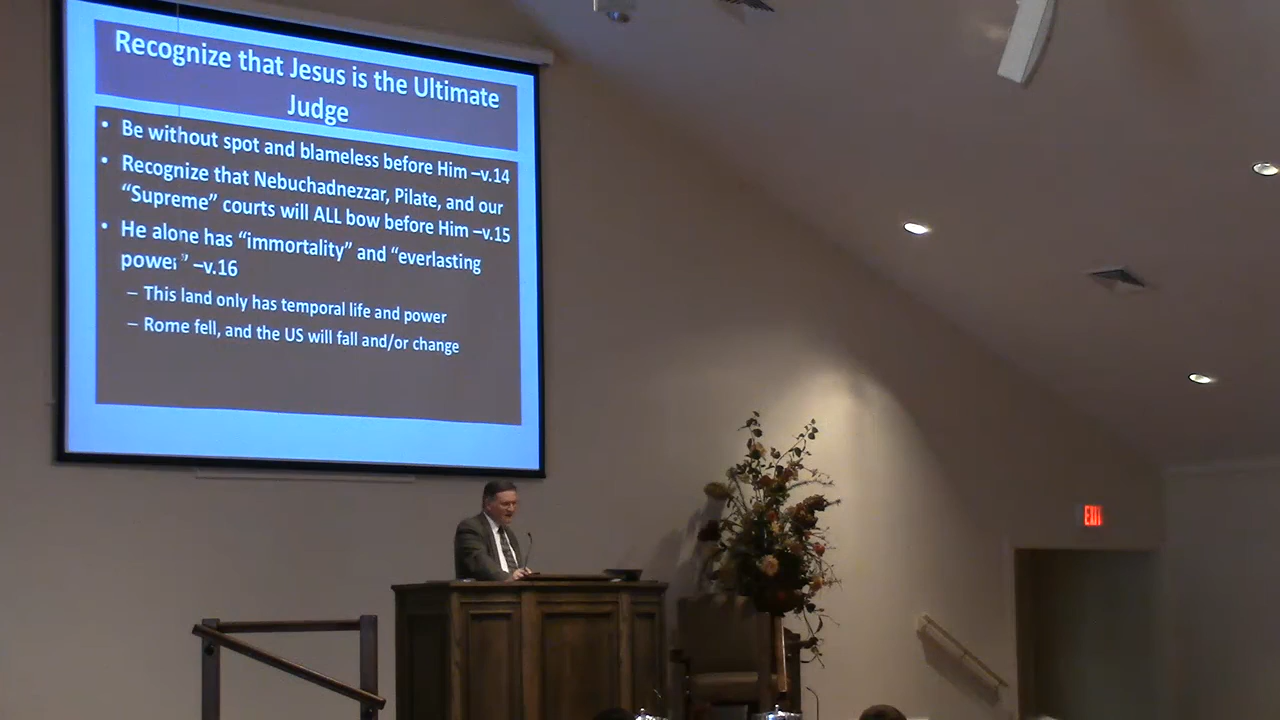 Recognize that Jesus is the Ultimate
Judge
• Be without spot and blameless before Him –v.14
• Recognize that Nebuchadnezzar, Pilate, and our
“Supreme” courts will ALL bow before Him –v.15
• He alone has “immortality” and “everlasting
power” –v.16
– This land only has temporal life and power
– Rome fell, and the US will fall and/or change
EXIT